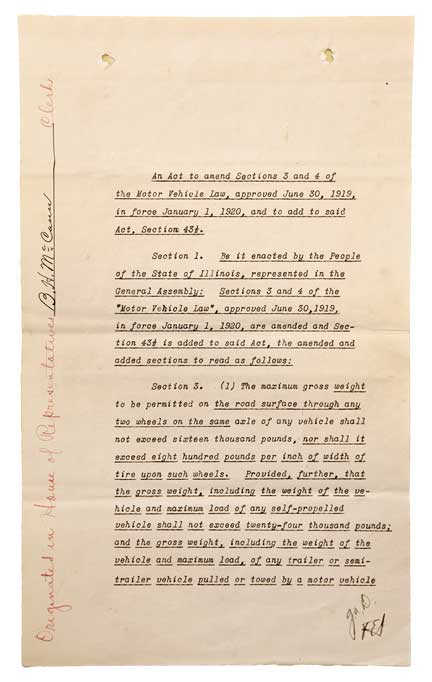 An Act to amend Sections 3 and 4 of
the Motor Vehicle Law, approved June 30, 1919,
in force January 1, 1920, and to add to said
Act, Section 43½.
Section 1. Be it enacted by the People
of the State of Illinois, represented in the
General Assembly: Sections 3 and 4 of the
"Motor Vehicle Law", approved June 30,1919,
in force January 1, 1920, are amended and Sec-
tion 43½ is added to said Act, the amended and
added sections to read as follows:
Section 3. (1) The maximum gross weight
to be permitted on the road surface through any
two wheels on the same axle of any vehicle shall
not exceed sixteen thousand pounds, nor shall it
exceed eight hundred pounds per inch of width of
tire upon such wheels. Provided, further, that
the gross weight, including the weight of the ve-
hicle and maximum load of any self-propelled
vehicle shall not exceed twenty-four thousand pounds;
and the gross weight, including the weight of the
vehicle and maximum load, of any trailer or semi-
trailer vehicle pulled or towed by a motor vehicle
Originated in House of Representatives B.H. McCann Clerk